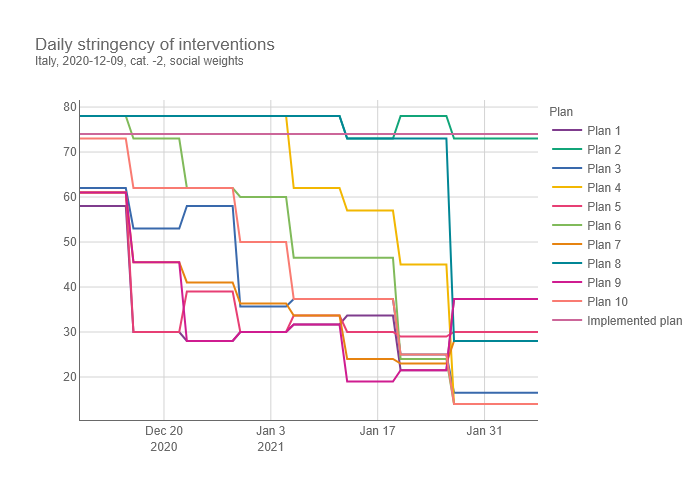 Daily stringency of interventions
Italy, 2020-12-09, cat. -2, social weights
80
70
60
50
40
30
20
Dec 20
2020
Jan 3
2021
Jan 17
Jan 31
Plan
Plan 1
Plan 2
Plan 3
Plan 4
Plan 5
Plan 6
Plan 7
Plan 8
Plan 9
Plan 10
Implemented plan